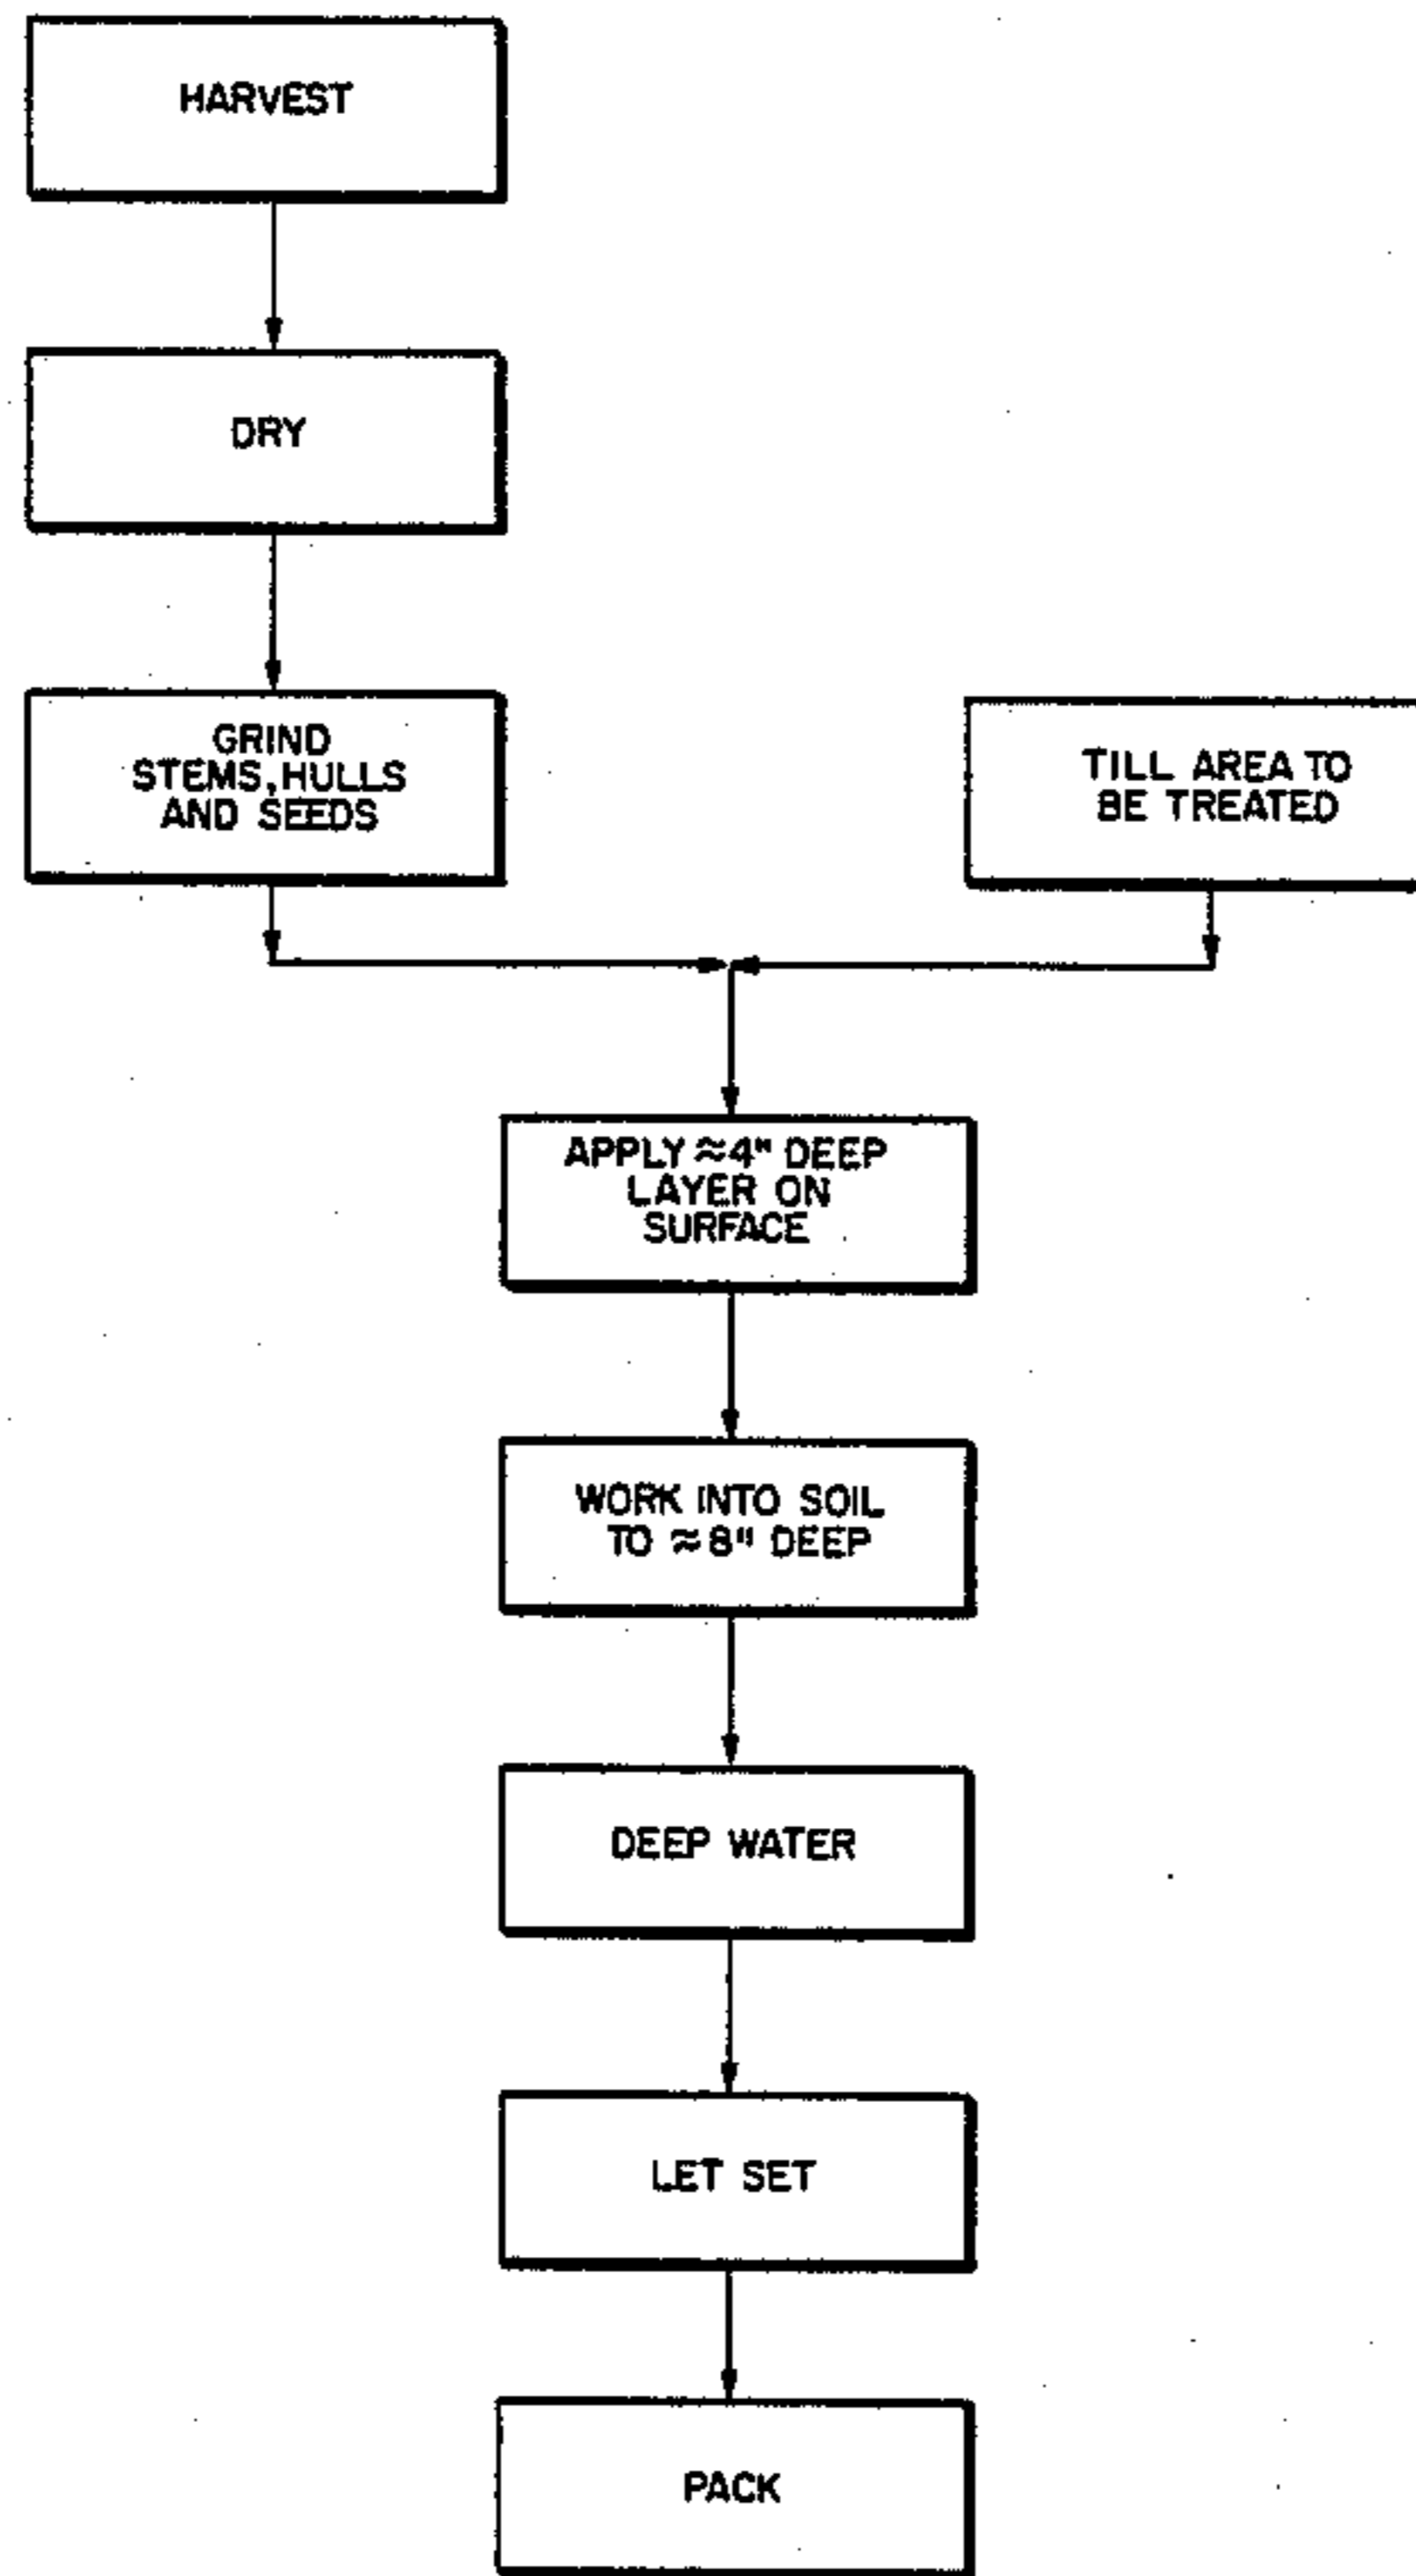 HARVEST
DRY
GRIND
STEMS, HULLS
AND SEEDS
TILL AREA TO
BE TREATED
APPLY ≈4" DEEP
LAYER ON
SURFACE
WORK INTO SOIL
TO ≈8" DEEP
DEEP WATER
LET SET
PACK